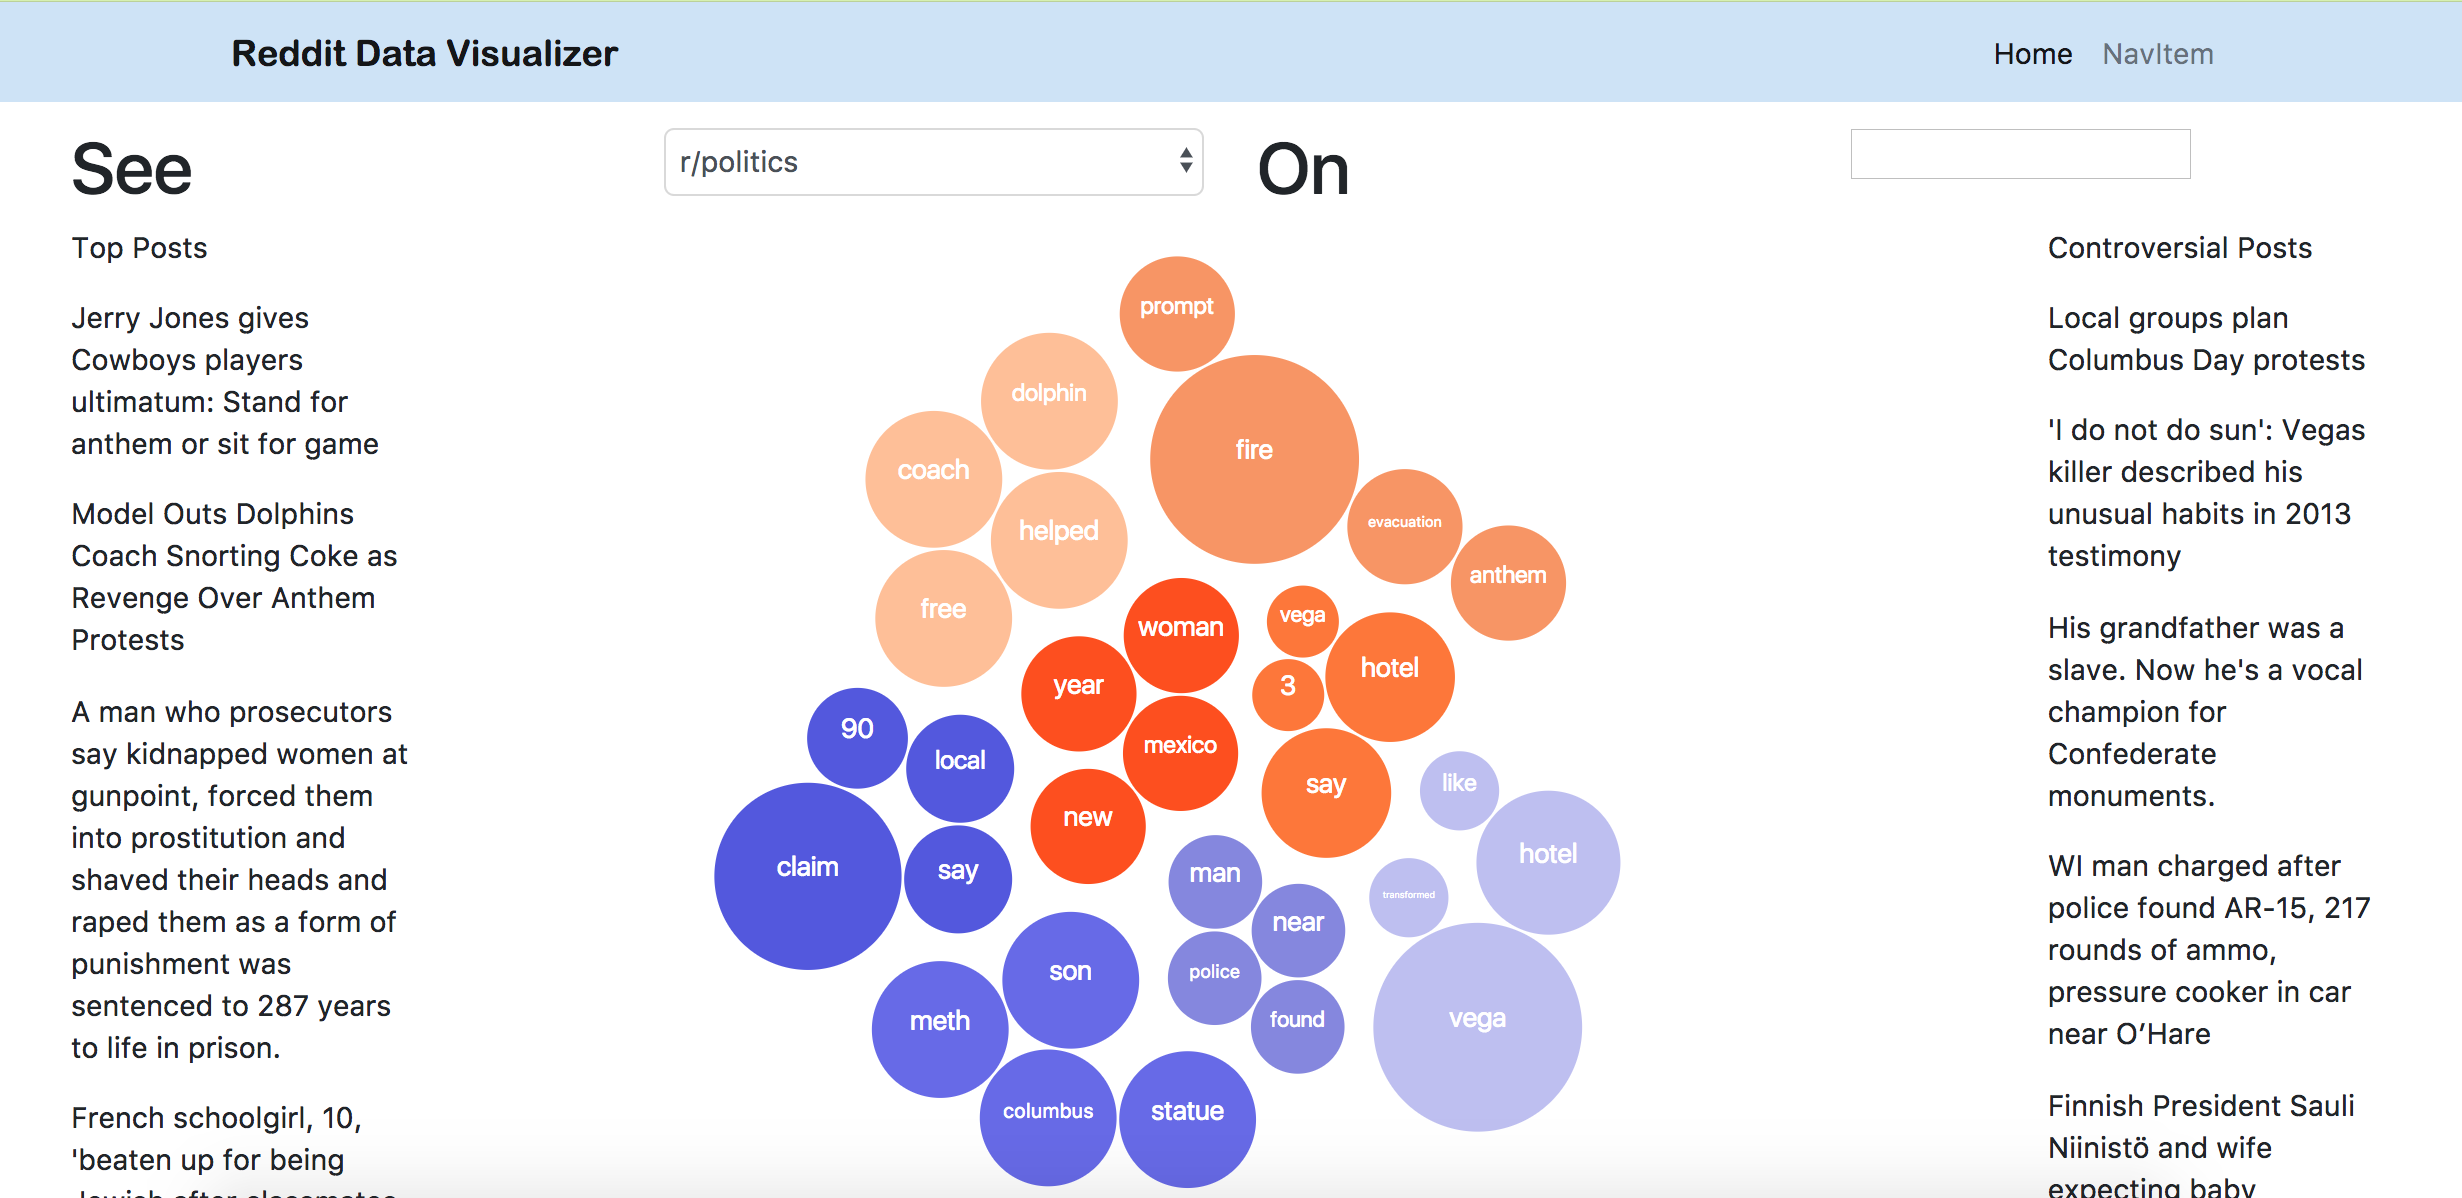 Reddit Data Visualizer
Home NavItem
See
r/politics
On
Top Posts
Jerry Jones gives
Cowboys players
ultimatum: Stand for
anthem or sit for game
Model Outs Dolphins
Coach Snorting Coke as
Revenge Over Anthem
Protests
A man who prosecutors
say kidnapped women at
gunpoint, forced them
into prostitution and
shaved their heads and
raped them as a form of
punishment was
sentenced to 287 years
to life in prison.
French schoolgirl, 10,
'beaten up for being
Jewish after classmates
prompt
dolphin
fire
coach
helped
evacuation
anthem
free
woman
vega
hotel
year
3
mexico
90
local
say
like
new
claim
say
man
hotel
transformed
near
son
police
meth
found
vega
columbus
statue
Controversial Posts
Local groups plan
Columbus Day protests
'I do not do sun': Vegas
killer described his
unusual habits in 2013
testimony
His grandfather was a
slave. Now he's a vocal
champion for
Confederate
monuments.
WI man charged after
police found AR-15, 217
rounds of ammo,
pressure cooker in car
near O’Hare
Finnish President Sauli
Niinistö and wife
expecting baby